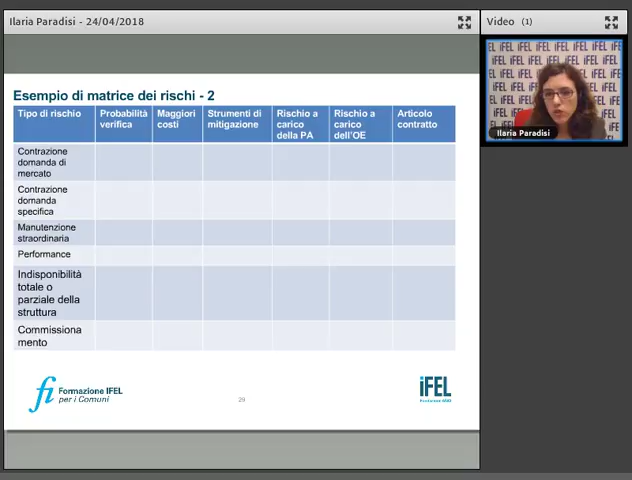 Ilaria Paradisi - 24/04/2018
Video (1)
Esempio di matrice dei rischi - 2
Tipo di rischio
Probabilità
verifica
Maggiori
costi
Strumenti di
mitigazione
Rischio a
carico
della PA
Rischio a
carico
dell'OE
Articolo
contratto
Contrazione
domanda di
mercato
Contrazione
domanda
specifica
Manutenzione
straordinaria
Performance
Indisponibilità
totale o
parziale della
struttura
Commissiona
mento
Formazione IFEL
per i Comuni
29
iFEL
Fondazione ANCI
Ilaria Paradisi